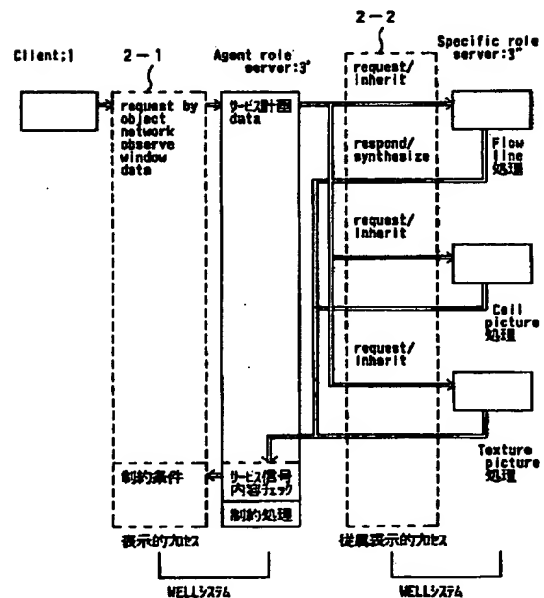 2-2
Client;1
2-1
Agent role
server:3'
Specific role
server:3"
request by
object
network
observe
window
data
サービス計画
data
request/
inherit
respond/
synthesize
Flow
line
処理
request/
inherit
Cell
picture
処理
request/
inherit
Texture
picture
処理
制約条件
サービス信号
内容チェック
制約処理
表示的プロセス
従属表示的プロセス
WELLシステム
WELLシステム